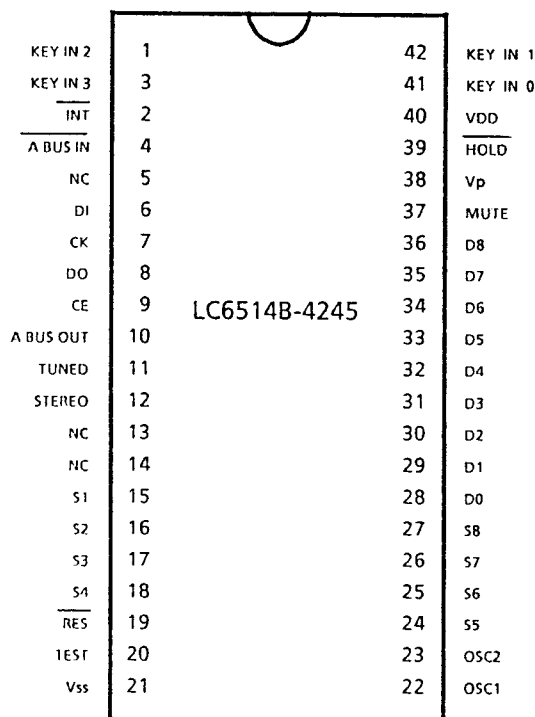 KEY IN 2 1 42 KEY IN 1
KEY IN 3 3 41 KEY IN 0
INT 2 40 VDD
A BUS IN 4 39 HOLD
NC 5 38 Vp
DI 6 37 MUTE
CK 7 36 D8
DO 8 35 D7
CE 9 LC6514B-4245 34 D6
A BUS OUT 10 33 D5
TUNED 11 32 D4
STEREO 12 31 D3
NC 13 30 D2
NC 14 29 D1
S1 15 28 D0
S2 16 27 S8
S3 17 26 S7
S4 18 25 S6
RES 19 24 S5
TEST 20 23 OSC2
Vss 21 22 OSC1